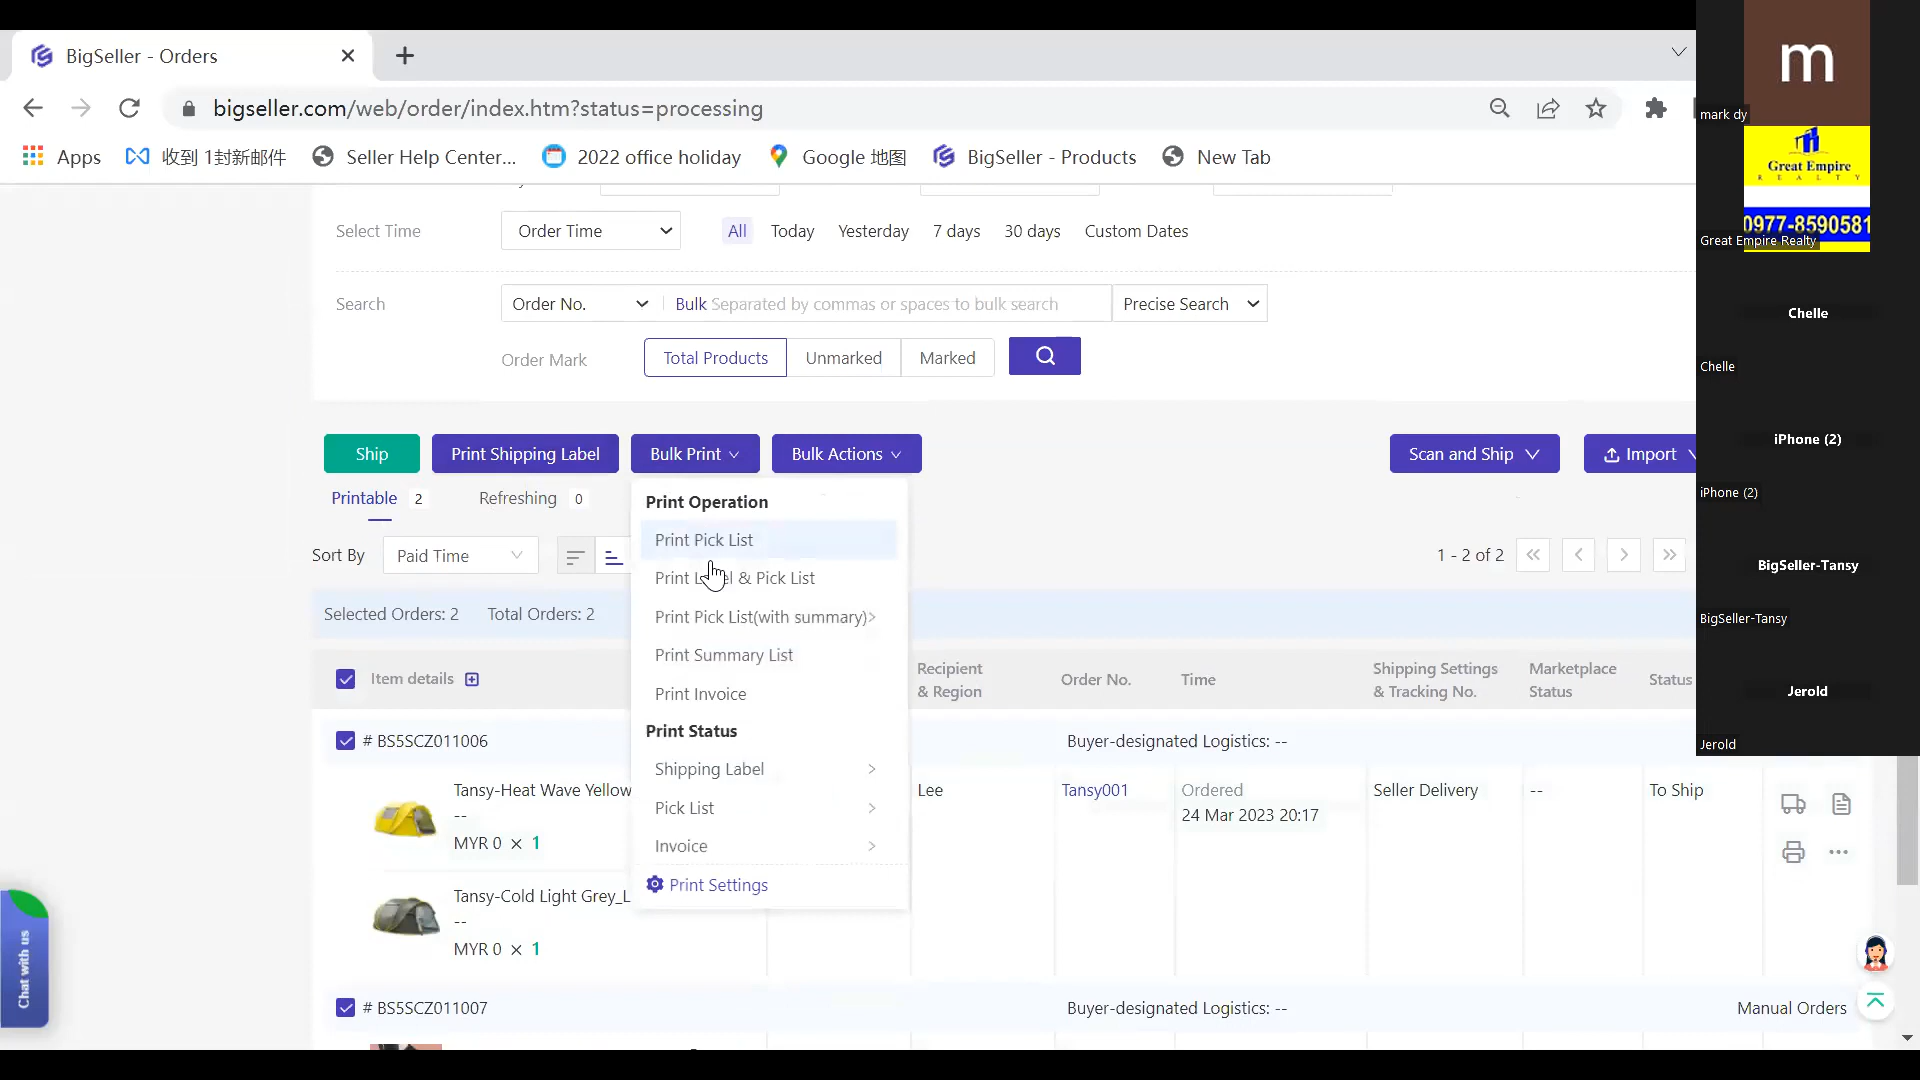 BigSeller - Orders
bigseller.com/web/order/index.htm?status=processing
Apps
收到 1封新邮件
Seller Help Center...
2022 office holiday
Google 地图
BigSeller - Products
New Tab
Select Time
Order Time
All
Today
Yesterday
7 days
30 days
Custom Dates
Search
Order No.
Bulk
Separated by commas or spaces to bulk search
Precise Search
Order Mark
Total Products
Unmarked
Marked
Ship
Print Shipping Label
Bulk Print
Bulk Actions
Scan and Ship
Import
Printable 2
Refreshing 0
Print Operation
Print Pick List
Print L el & Pick List
Print Pick List(with summary)
Print Summary List
Print Invoice
Print Status
Shipping Label
Pick List
Invoice
Print Settings
Sort By
Paid Time
1 - 2 of 2
Selected Orders: 2
Total Orders: 2
Item details
Recipient
& Region
Order No.
Time
Shipping Settings
& Tracking No.
Marketplace
Status
Status
# BS5SCZ011006
Buyer-designated Logistics: --
Tansy-Heat Wave Yellow
--
MYR 0 × 1
Lee
Tansy001
Ordered
24 Mar 2023 20:17
Seller Delivery
--
To Ship
Tansy-Cold Light Grey_L
--
MYR 0 × 1
# BS5SCZ011007
Buyer-designated Logistics: --
Manual Orders
Chat with us
m
mark dy
Great Empire
REALTY
0977-8590581
Great Empire Realty
Chelle
Chelle
iPhone (2)
iPhone (2)
BigSeller-Tansy
BigSeller-Tansy
Jerold
Jerold